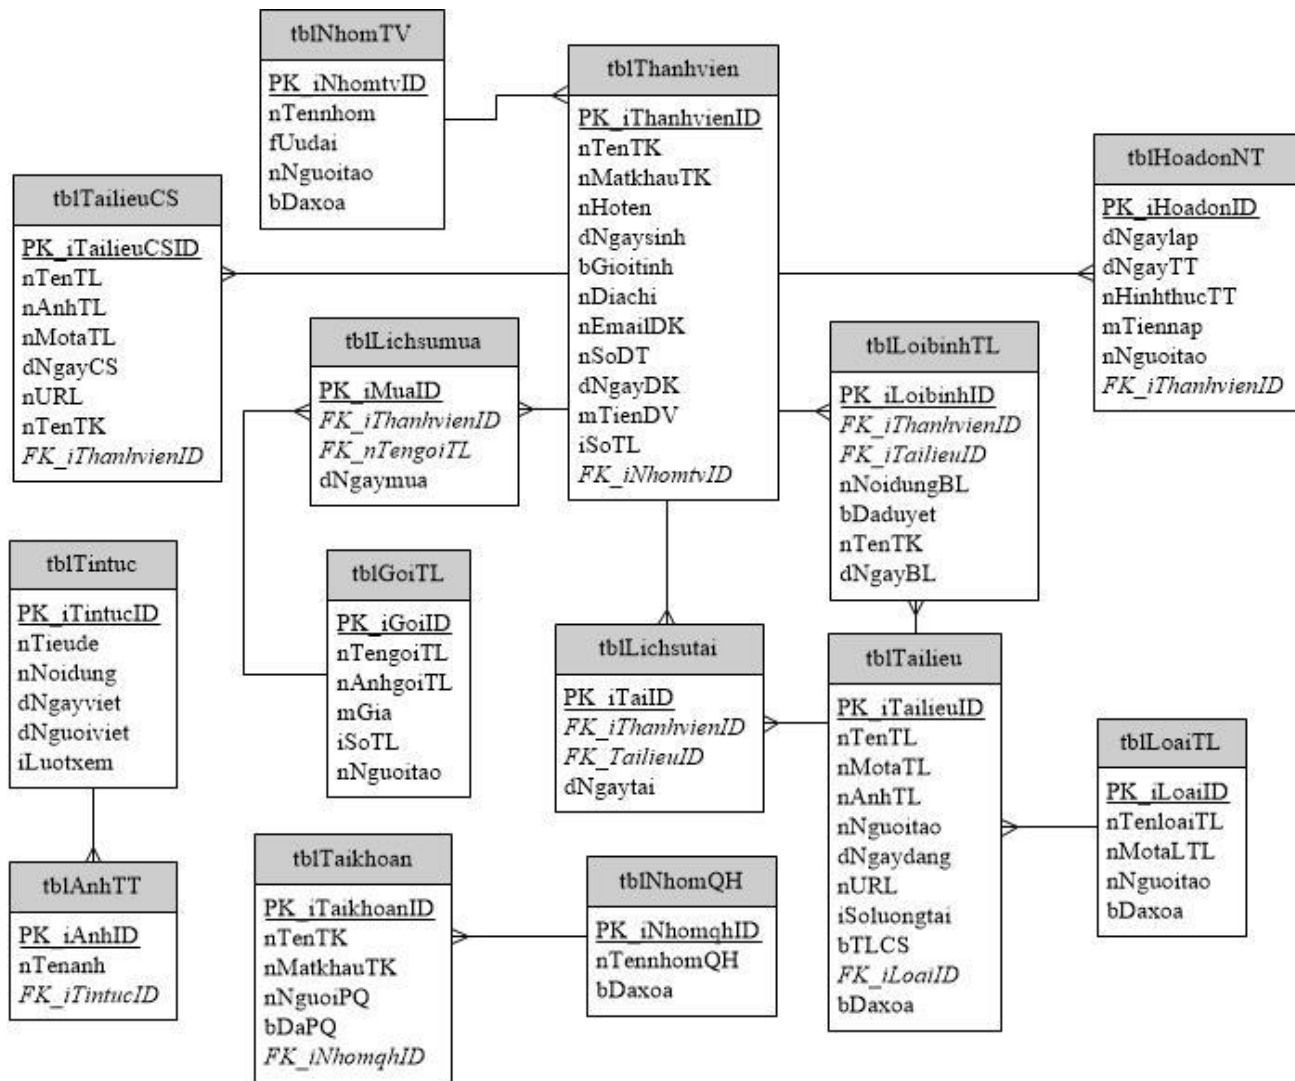 tblNhomTV
PK_iNhomtvID
nTennhom
fUudai
nNguoitao
bDaxoa
tblThanhvien
PK_iThanhvienID
nTenTK
nMatkhauTK
nHoten
dNgaysinh
bGioitinh
nDiachi
nEmailDK
nSoDT
dNgayDK
mTienDV
iSoTL
FK_iNhomtvID
tblHoadonNT
PK_iHoadonID
dNgaylap
dNgayTT
nHinhthucTT
mTiennap
nNguoitao
FK_iThanhvienID
tblTailieuCS
PK_iTailieuCSID
nTenTL
nAnhTL
nMotaTL
dNgayCS
nURL
nTenTK
FK_iThanhvienID
tblLichsumua
PK_iMuaID
FK_iThanhvienID
FK_nTengoiTL
dNgaymua
tblLoibinhTL
PK_iLoibinhID
FK_iThanhvienID
FK_iTailieuID
nNoidungBL
bDaduyet
nTenTK
dNgayBL
tblTintuc
PK_iTintucID
nTieude
nNoidung
dNgayviet
dNguoiviet
iLuotxem
tblGoiTL
PK_iGoiID
nTengoiTL
nAnhgoiTL
mGia
iSoTL
nNguoitao
tblLichsutai
PK_iTaiID
FK_iThanhvienID
FK_TailieuID
dNgaytai
tblTailieu
PK_iTailieuID
nTenTL
nMotaTL
nAnhTL
nNguoitao
dNgaydang
nURL
iSoluongtai
bTLCS
FK_iLoaiID
bDaxoa
tblLoaiTL
PK_iLoaiID
nTenloaiTL
nMotaLTL
nNguoitao
bDaxoa
tblAnhTT
PK_iAnhID
nTenanh
FK_iTintucID
tblTaikhoan
PK_iTaikhoanID
nTenTK
nMatkhauTK
nNguoiPQ
bDaPQ
FK_iNhomqhID
tblNhomQH
PK_iNhomqhID
nTennhomQH
bDaxoa